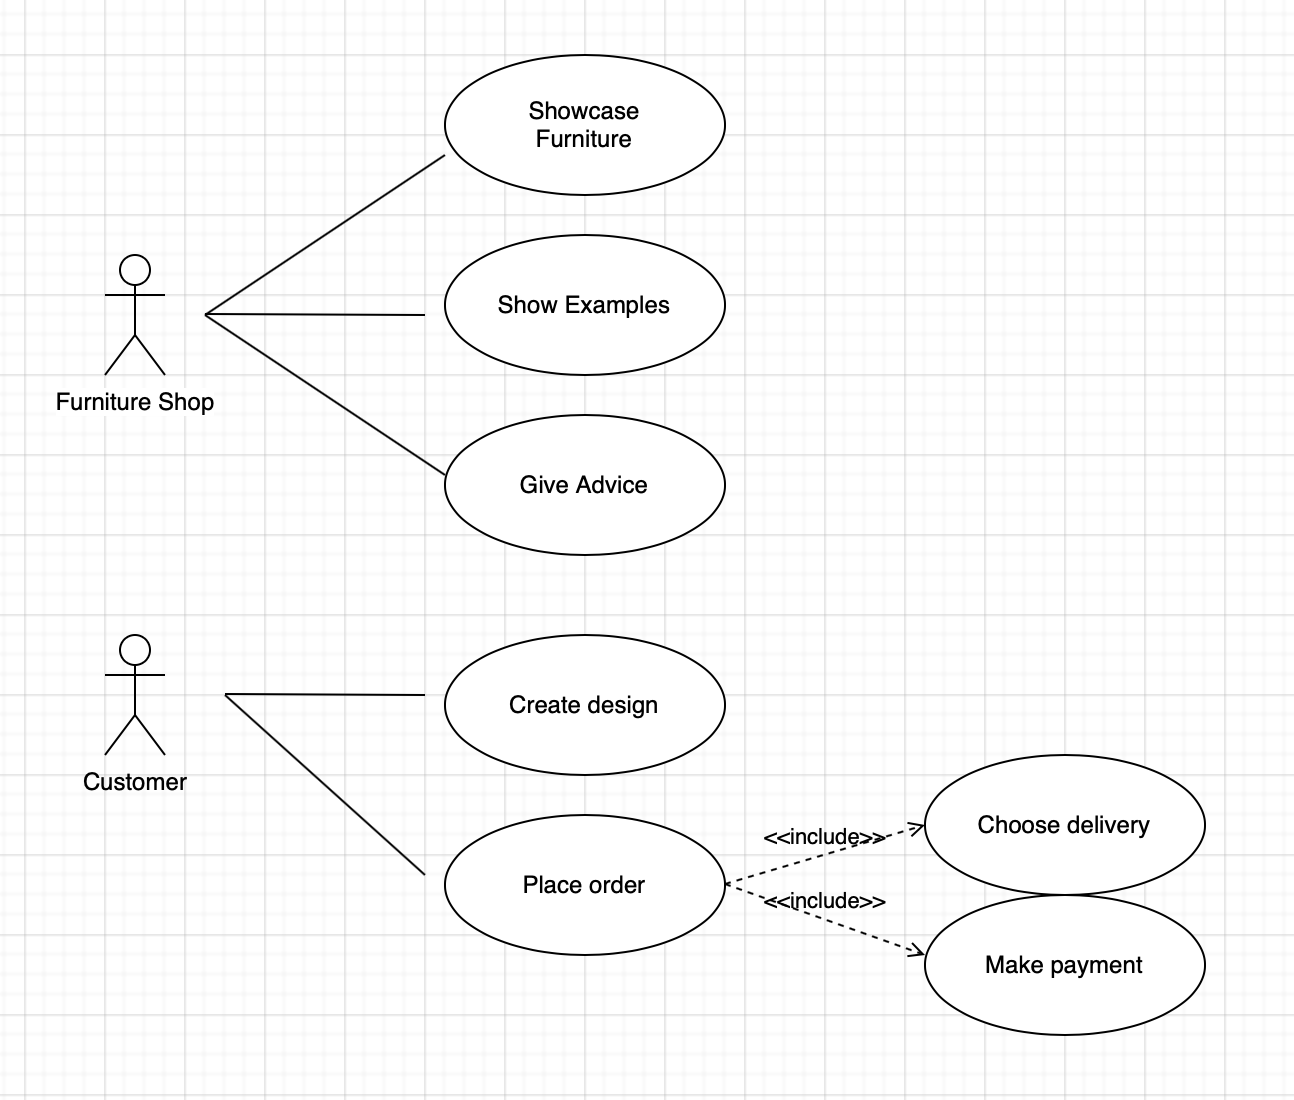 Showcase
Furniture
Show Examples
Furniture Shop
Give Advice
Create design
Customer
<<include>>
Choose delivery
Place order
<<include>>
Make payment